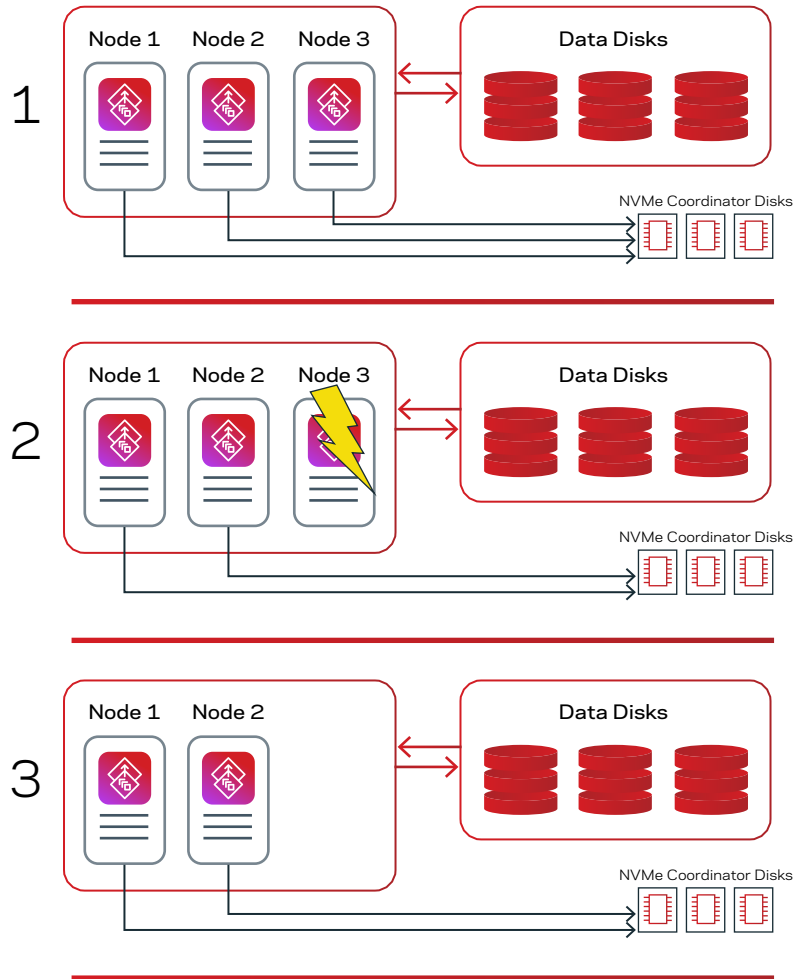 1
Node 1 Node 2 Node 3 Data Disks
NVMe Coordinator Disks
2
Node 1 Node 2 Node 3 Data Disks
NVMe Coordinator Disks
3
Node 1 Node 2 Data Disks
NVMe Coordinator Disks